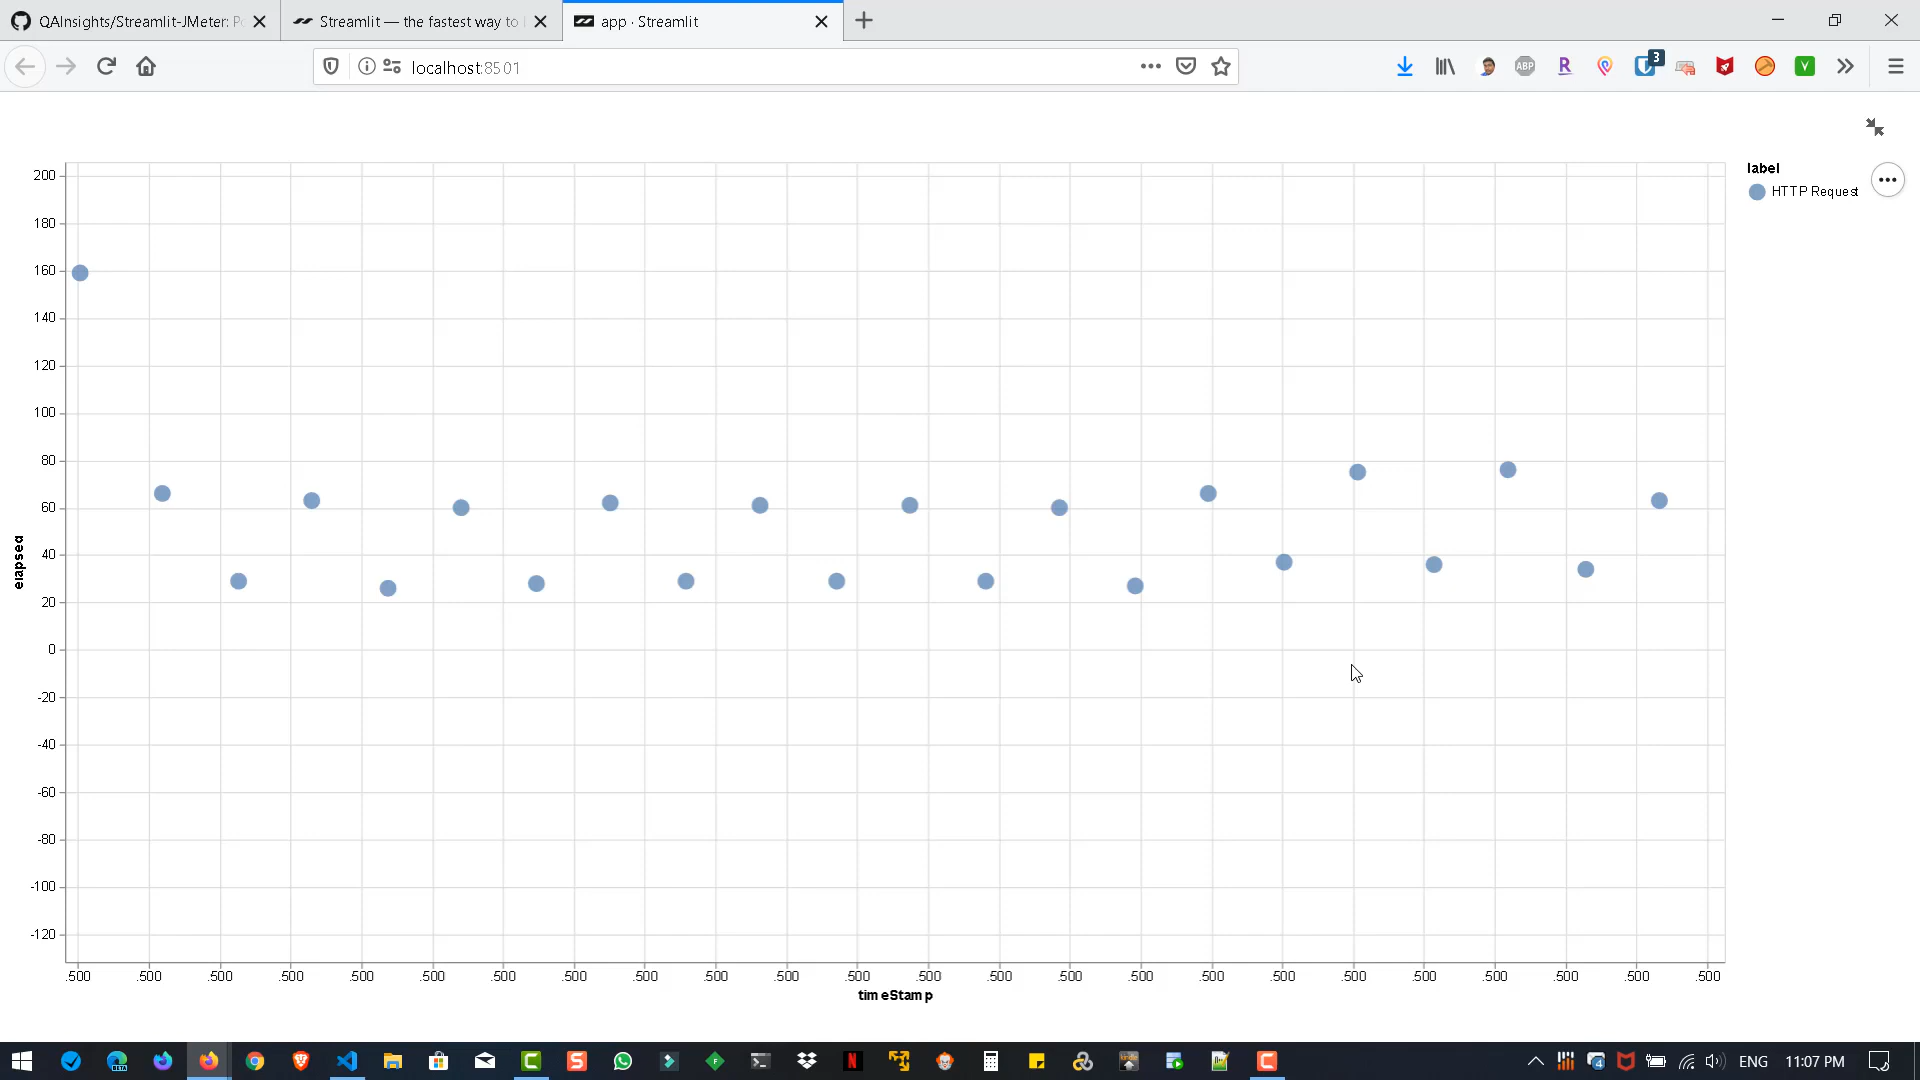 QAInsights/Streamlit-JMeter: Po
Streamlit — the fastest way to
app · Streamlit
localhost:8501
ABP
R
3
V
label
HTTP Request
200
180
160
140
120
100
80
60
40
20
0
-20
-40
-60
-80
-100
-120
elapsed
.500 .500 .500 .500 .500 .500 .500 .500 .500 .500 .500 .500 .500 .500 .500 .500 .500 .500 .500 .500 .500 .500 .500 .500
timeStamp
ENG
11:07 PM